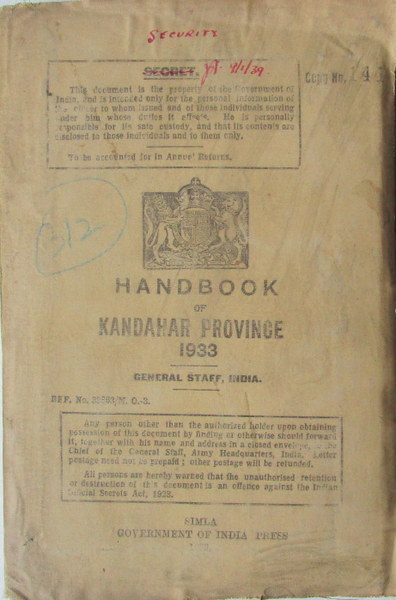 SECURITY
SECRET.
9/1/39
Copy No.
This document is the property of the Government of
India, and is intended only for the personal information of
the officer to whom issued and of those individuals serving
under him whose duties it affects. He is personally
responsible for its safe custody, and that its contents are
disclosed to those individuals and to them only.
To be accounted for in Annual Returns.
312
HANDBOOK
OF
KANDAHAR PROVINCE
1933
GENERAL STAFF, INDIA.
REF. No. M. O.-3.
Any person other than the authorized holder upon obtaining
possession of this document by finding or otherwise should forward
it, together with his name and address in a closed envelope, to the
Chief of the General Staff, Army Headquarters, India. Letter
postage need not be prepaid; other postage will be refunded.
All persons are hereby warned that the unauthorised retention
or destruction of this document is an offence against the Indian
Official Secrets Act, 1923.
SIMLA
GOVERNMENT OF INDIA PRESS